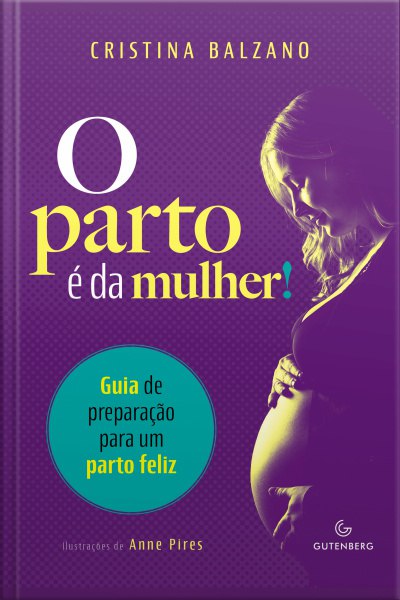 CRISTINA BALZANO
O
parto
é da mulher!
Guia de
preparação
para um
parto feliz
Ilustrações de Anne Pires
GUTENBERG